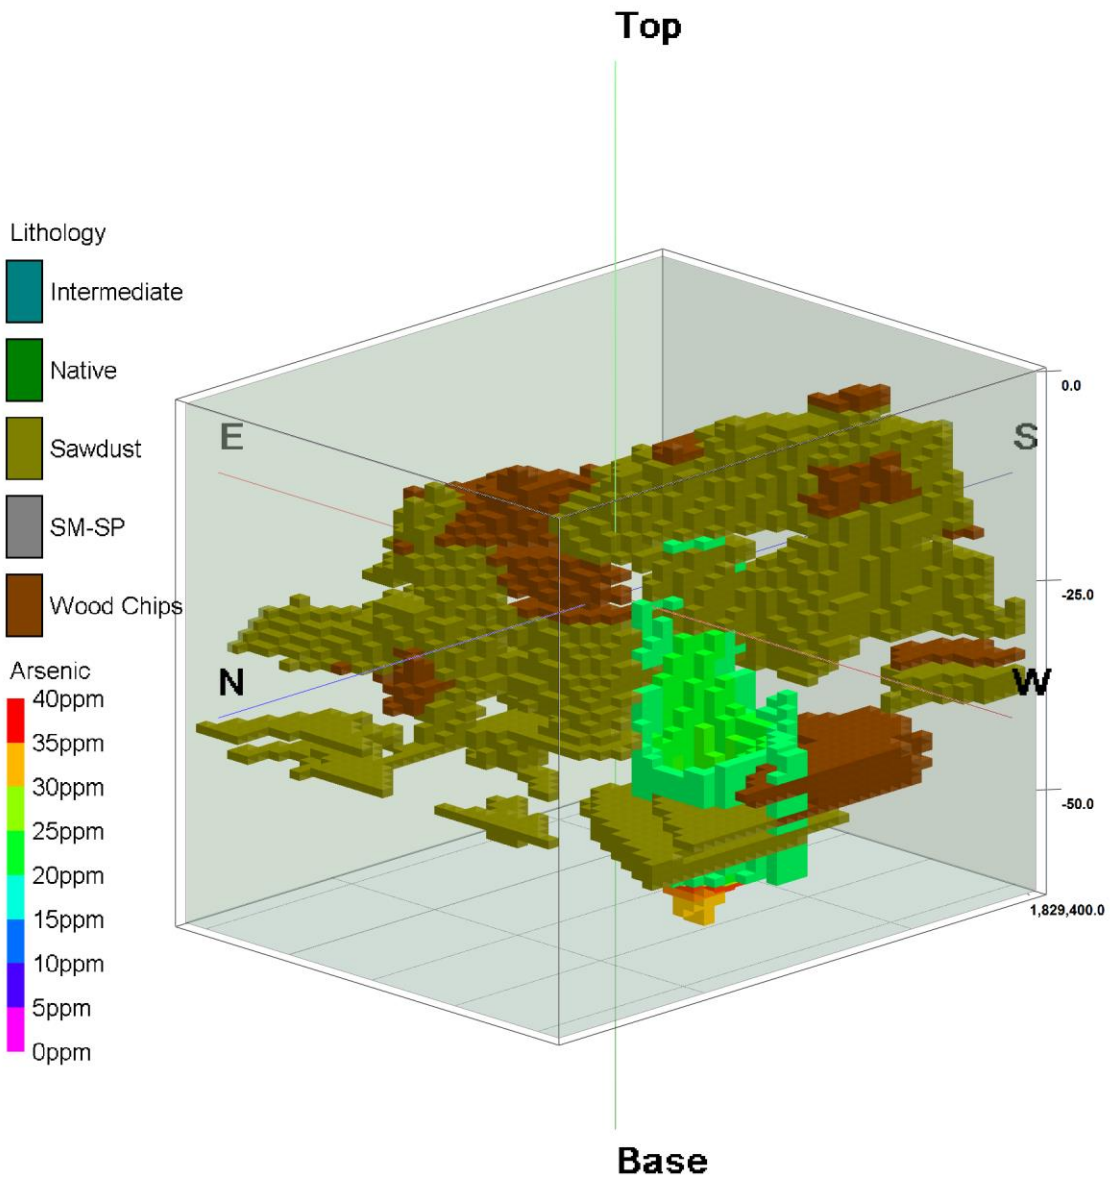 Top
Lithology
Intermediate
Native
Sawdust
SM-SP
Wood Chips
Arsenic
40ppm
35ppm
30ppm
25ppm
20ppm
15ppm
10ppm
5ppm
0ppm
E
S
N
W
0.0
-25.0
-50.0
1,829,400.0
Base